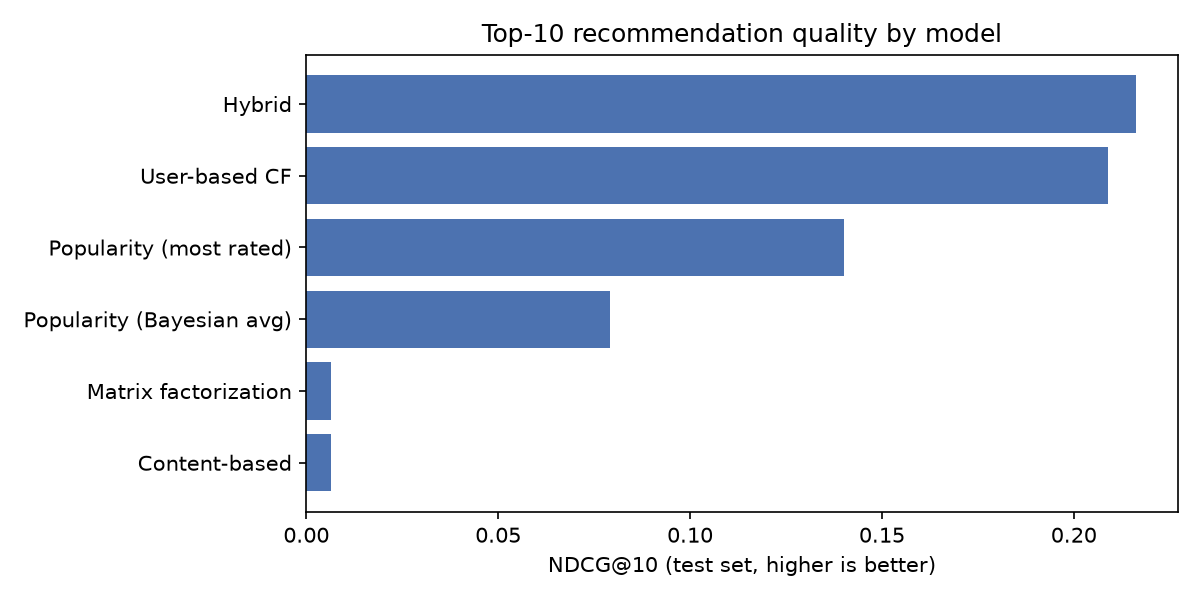 Top-10 recommendation quality by model
Hybrid
User-based CF
Popularity (most rated)
Popularity (Bayesian avg)
Matrix factorization
Content-based
0.00 0.05 0.10 0.15 0.20
NDCG@10 (test set, higher is better)